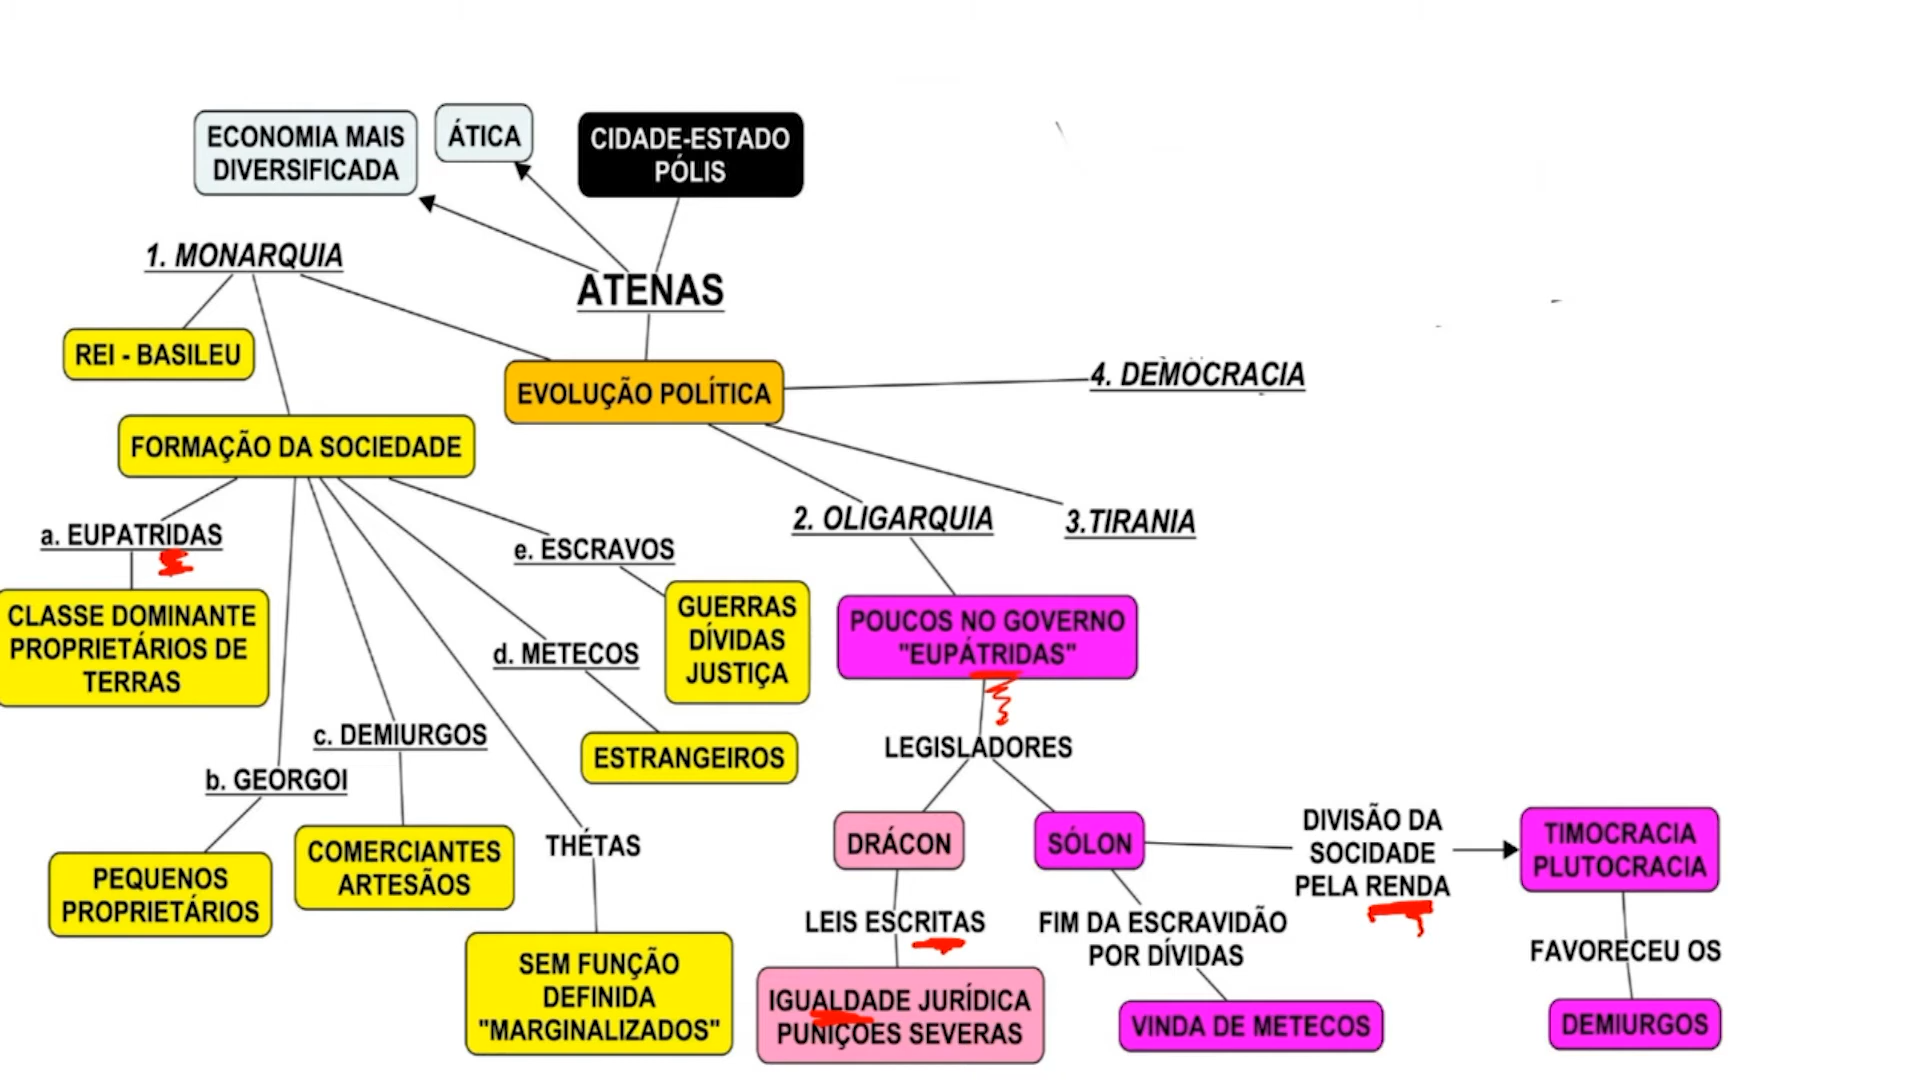 ECONOMIA MAIS
DIVERSIFICADA
ÁTICA
CIDADE-ESTADO
PÓLIS
1. MONARQUIA
ATENAS
REI - BASILEU
EVOLUÇÃO POLÍTICA
4. DEMOCRACIA
FORMAÇÃO DA SOCIEDADE
2. OLIGARQUIA
3.TIRANIA
a. EUPATRIDAS
e. ESCRAVOS
CLASSE DOMINANTE
PROPRIETÁRIOS DE
TERRAS
GUERRAS
DÍVIDAS
JUSTIÇA
POUCOS NO GOVERNO
"EUPÁTRIDAS"
d. METECOS
ESTRANGEIROS
c. DEMIURGOS
LEGISLADORES
b. GEORGOI
COMERCIANTES
ARTESÃOS
THÉTAS
DRÁCON
SÓLON
DIVISÃO DA
SOCIDADE
PELA RENDA
TIMOCRACIA
PLUTOCRACIA
PEQUENOS
PROPRIETÁRIOS
LEIS ESCRITAS
FIM DA ESCRAVIDÃO
POR DÍVIDAS
FAVORECEU OS
SEM FUNÇÃO
DEFINIDA
"MARGINALIZADOS"
IGUALDADE JURÍDICA
PUNIÇOES SEVERAS
VINDA DE METECOS
DEMIURGOS